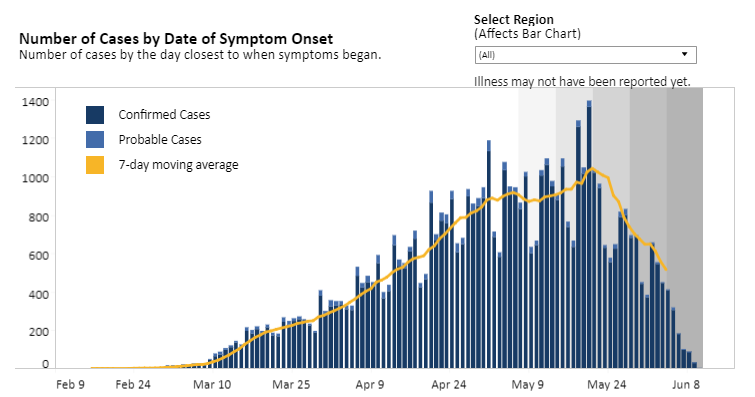 Select Region
(Affects Bar Chart)
(All)
Number of Cases by Date of Symptom Onset
Number of cases by the day closest to when symptoms began.
Illness may not have been reported yet.
Confirmed Cases
Probable Cases
7-day moving average
1400
1200
1000
800
600
400
200
0
Feb 9 Feb 24 Mar 10 Mar 25 Apr 9 Apr 24 May 9 May 24 Jun 8